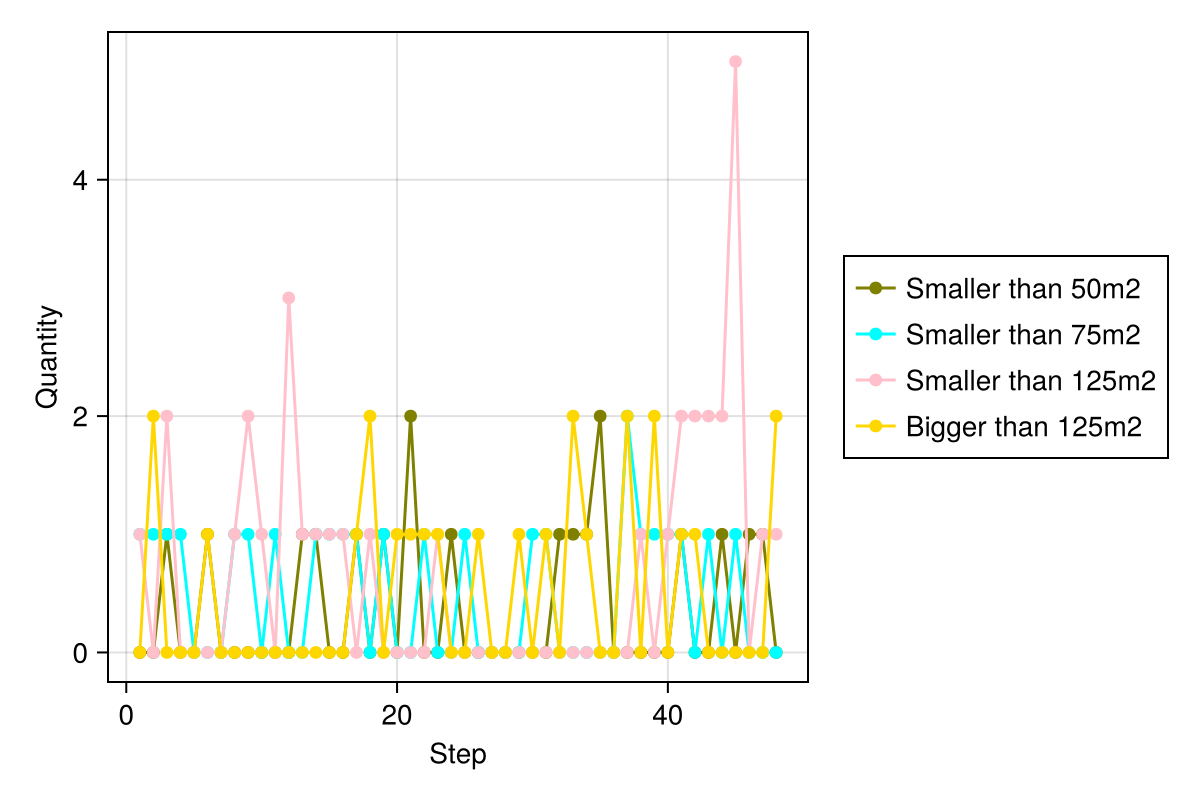 4
2
0
Quantity
0
20
40
Step
Smaller than 50m2
Smaller than 75m2
Smaller than 125m2
Bigger than 125m2